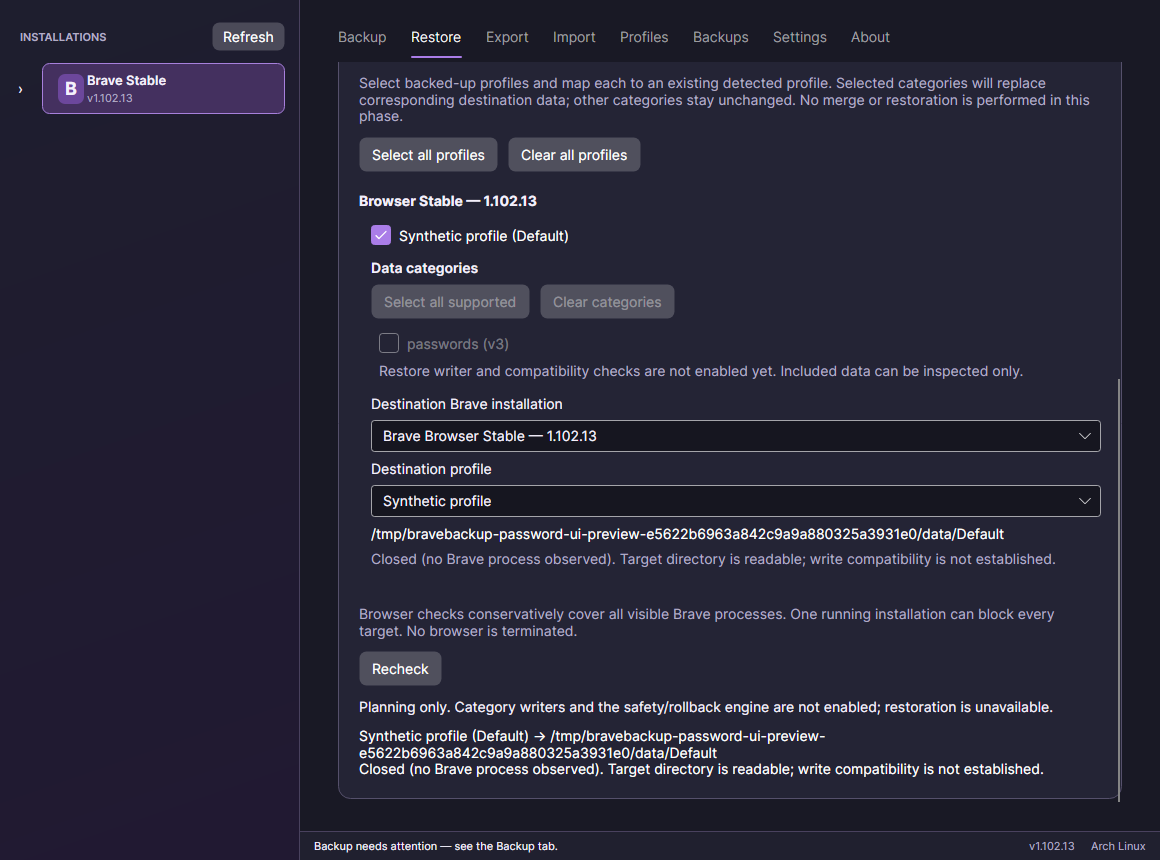 INSTALLATIONS
Refresh
B
Brave Stable
v1.102.13
Backup
Restore
Export
Import
Profiles
Backups
Settings
About
Select backed-up profiles and map each to an existing detected profile. Selected categories will replace
corresponding destination data; other categories stay unchanged. No merge or restoration is performed in this
phase.
Select all profiles
Clear all profiles
Browser Stable — 1.102.13
Synthetic profile (Default)
Data categories
Select all supported
Clear categories
passwords (v3)
Restore writer and compatibility checks are not enabled yet. Included data can be inspected only.
Destination Brave installation
Brave Browser Stable — 1.102.13
Destination profile
Synthetic profile
/tmp/bravebackup-password-ui-preview-e5622b6963a842c9a9a880325a3931e0/data/Default
Closed (no Brave process observed). Target directory is readable; write compatibility is not established.
Browser checks conservatively cover all visible Brave processes. One running installation can block every
target. No browser is terminated.
Recheck
Planning only. Category writers and the safety/rollback engine are not enabled; restoration is unavailable.
Synthetic profile (Default) → /tmp/bravebackup-password-ui-preview-
e5622b6963a842c9a9a880325a3931e0/data/Default
Closed (no Brave process observed). Target directory is readable; write compatibility is not established.
Backup needs attention — see the Backup tab.
v1.102.13
Arch Linux